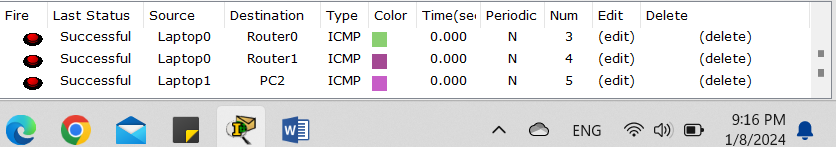 Fire Last Status Source Destination Type Color Time(sec Periodic Num Edit Delete
Successful Laptop0 Router0 ICMP 0.000 N 3 (edit) (delete)
Successful Laptop0 Router1 ICMP 0.000 N 4 (edit) (delete)
Successful Laptop1 PC2 ICMP 0.000 N 5 (edit) (delete)
ENG 9:16 PM
1/8/2024